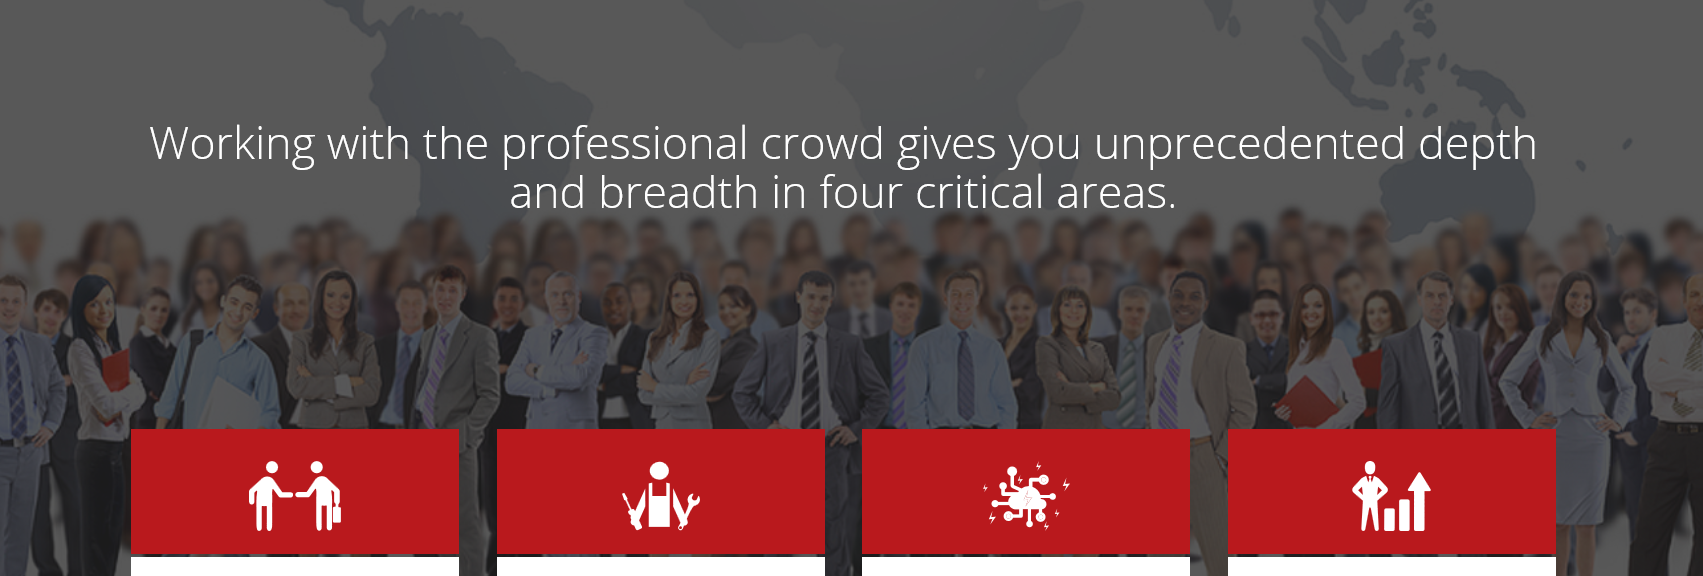 Working with the professional crowd gives you unprecedented depth
and breadth in four critical areas.